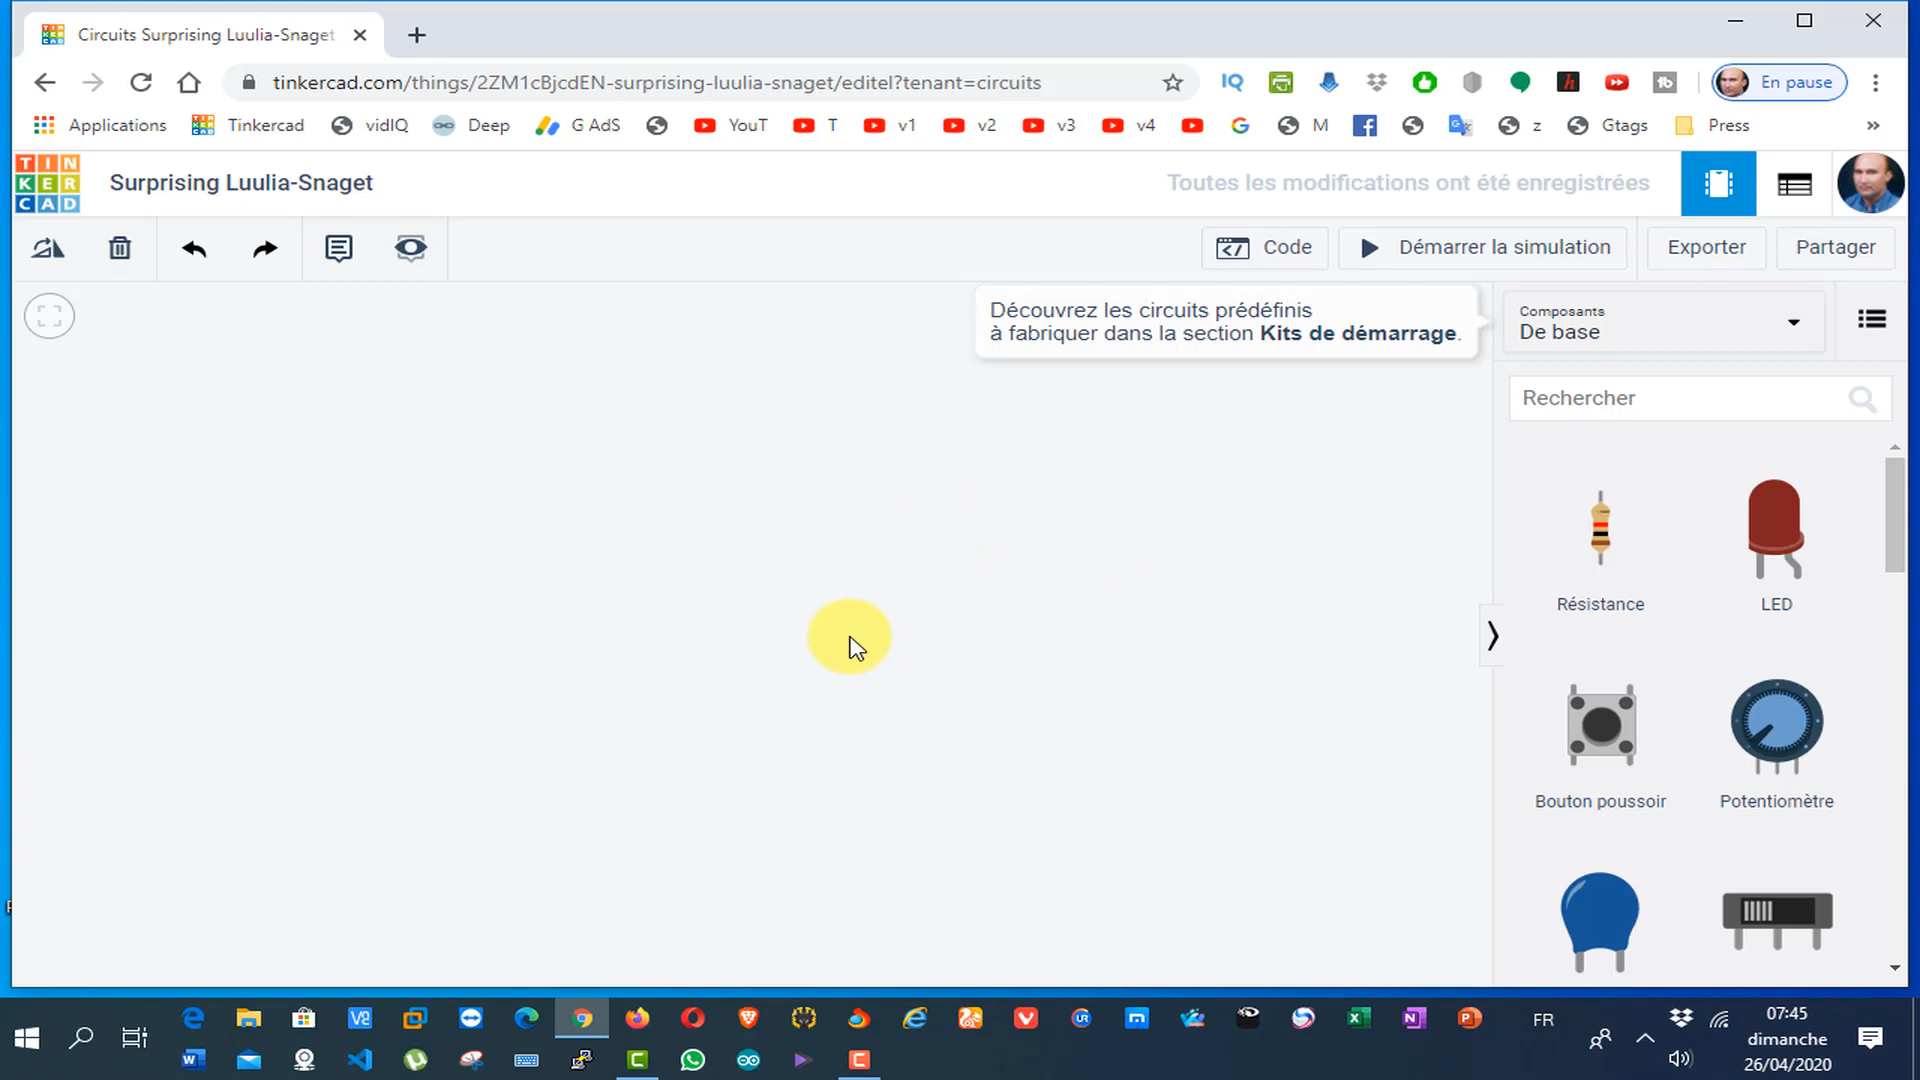 Circuits Surprising Luulia-Snaget
tinkercad.com/things/2ZM1cBjcdEN-surprising-luulia-snaget/editel?tenant=circuits
IQ
h
tb
En pause
Applications
Tinkercad
vidIQ
Deep
G AdS
YouT
T
v1
v2
v3
v4
M
z
Gtags
Press
»
TIN
KER
CAD
Surprising Luulia-Snaget
Toutes les modifications ont été enregistrées
Code
Démarrer la simulation
Exporter
Partager
Découvrez les circuits prédéfinis
à fabriquer dans la section Kits de démarrage.
Composants
De base
Rechercher
Résistance
LED
Bouton poussoir
Potentiomètre
FR
07:45
dimanche
26/04/2020